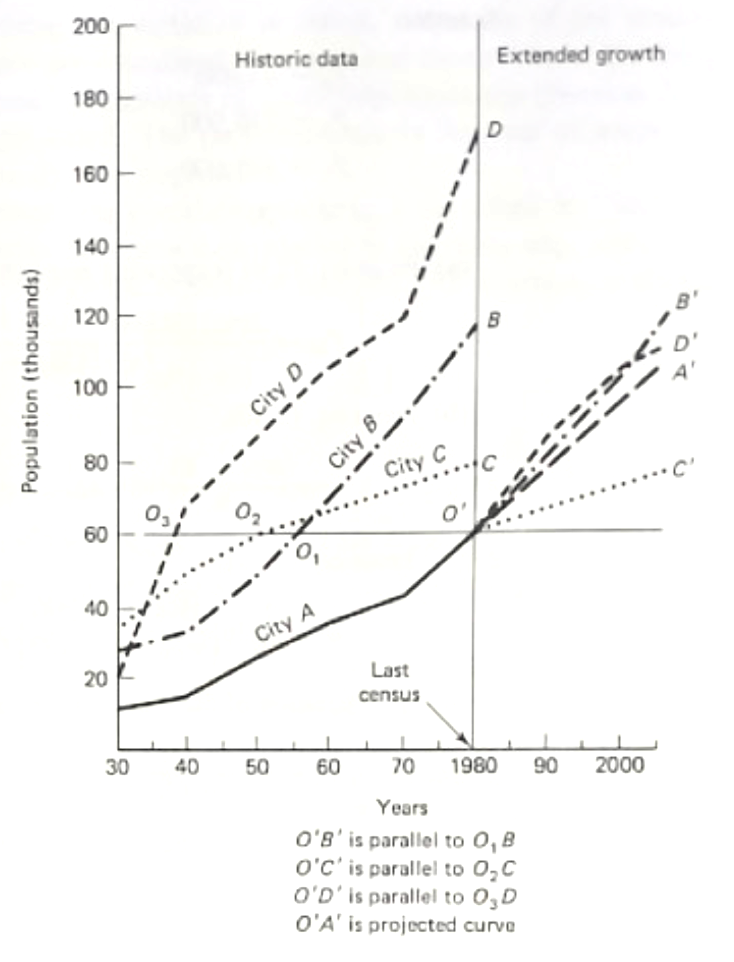 200
Historic data
Extended growth
180
D
160
140
120
B
B'
D'
A'
100
City D
City B
80
City C
C
C'
O₃
O₂
O'
60
O₁
40
City A
20
Last
census
30 40 50 60 70 1980 90 2000
Population (thousands)
Years
O'B' is parallel to O₁B
O'C' is parallel to O₂C
O'D' is parallel to O₃D
O'A' is projected curve